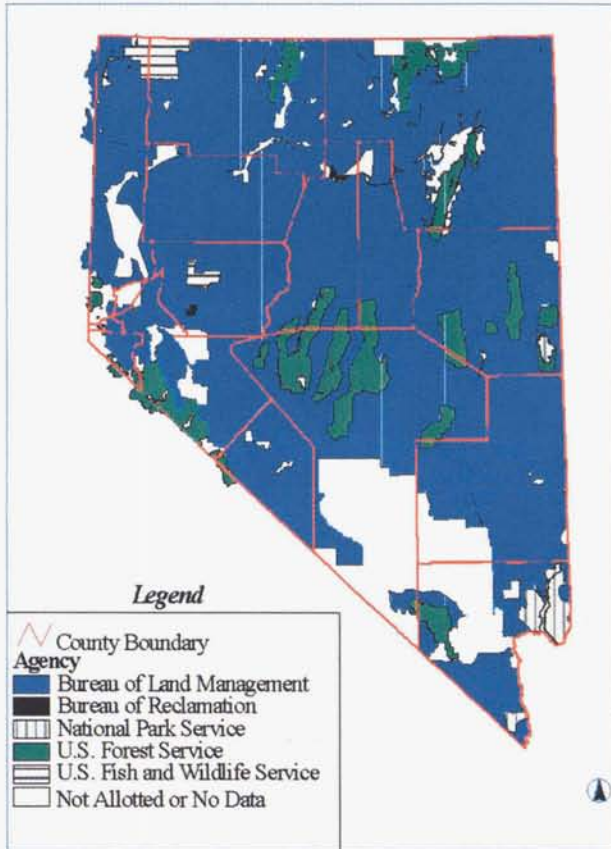 Legend
County Boundary
Agency
Bureau of Land Management
Bureau of Reclamation
National Park Service
U.S. Forest Service
U.S. Fish and Wildlife Service
Not Allotted or No Data